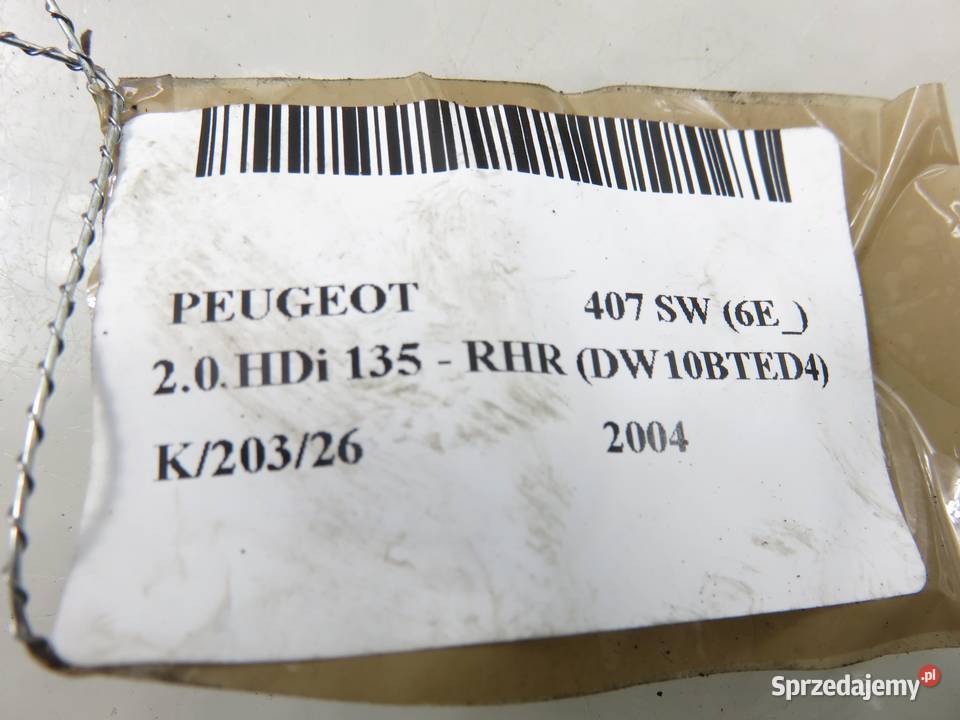 PEUGEOT 407 SW (6E_)
2.0 HDi 135 - RHR (DW10BTED4)
K/203/26 2004
Sprzedajemy.pl